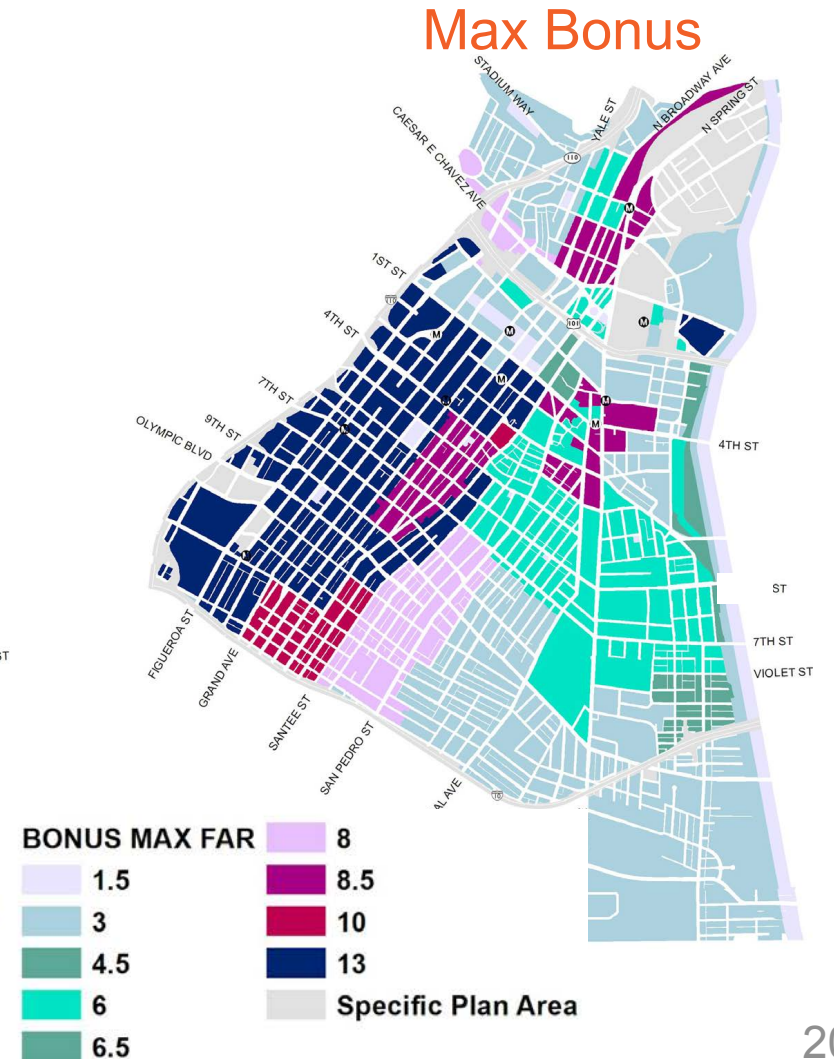 Max Bonus
STADIUM WAY
YALE ST
N BROADWAY AVE
N SPRING ST
CAESAR E CHAVEZ AVE
110
M
1ST ST
110
101
M
M
M
4TH ST
M
7TH ST
M
M
9TH ST
M
OLYMPIC BLVD
4TH ST
ST
7TH ST
VIOLET ST
ST
FIGUEROA ST
GRAND AVE
SANTEE ST
SAN PEDRO ST
AL AVE
10
BONUS MAX FAR
1.5
3
4.5
6
6.5
8
8.5
10
13
Specific Plan Area
20